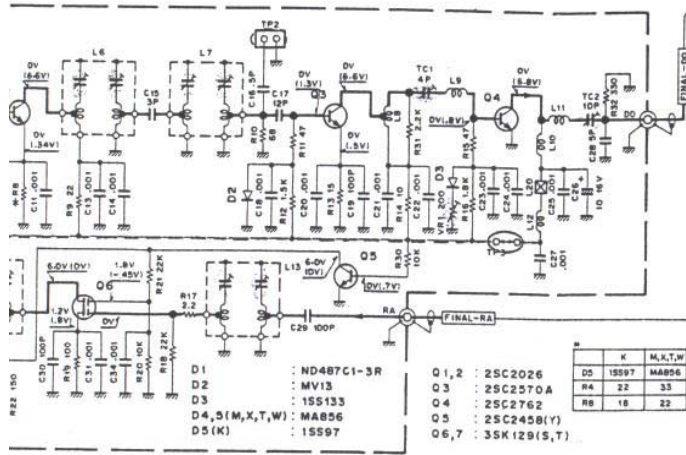 TP2
L6
L7
0V
(6.6V)
C15
3P
C16 .5P
C17
12P
0V
(1.3V)
Q3
0V
(6.6V)
TC1
4P
L9
Q4
0V
(6.8V)
L11
TC2
10P
R32 330
FINAL-DO
DO
0V
(1.34V)
R10
68
R11 47
0V
(.5V)
L8
R31 2.2K
0V(.8V)
R15 47
L10
C28 5P
R8
C11 .001
R9 22
C13 .001
C14 .001
D2
C18 .001
R12 1.5K
C20 .001
R13 15
C19 100P
C21 .001
R14 10
C22 .001
D3
VR1 200
R16 1.8K
C23 .001
C24 .001
L20
L12
C25 .001
C26 +
10 16V
C27
.001
6.0V(0V)
1.8V
(-.45V)
Q6
R21 22K
L13
6.0V
(0V)
Q5
0V(.7V)
R30
10K
1.2V
(1.8V)
0V
R17
2.2
C29 100P
RA
FINAL-RA
R22 150
C30 100P
R19 100
C31 .001
C34 .001
R20 10K
R18 22K
D1 : ND487C1-3R
D2 : MV13
D3 : 1SS133
D4,5(M,X,T,W) : MA856
D5(K) : 1SS97
Q1,2 : 2SC2026
Q3 : 2SC2570A
Q4 : 2SC2762
Q5 : 2SC2458(Y)
Q6,7 : 3SK129(S,T)
K M,X,T,W
D5 1SS97 MA856
R4 22 33
R8 18 22